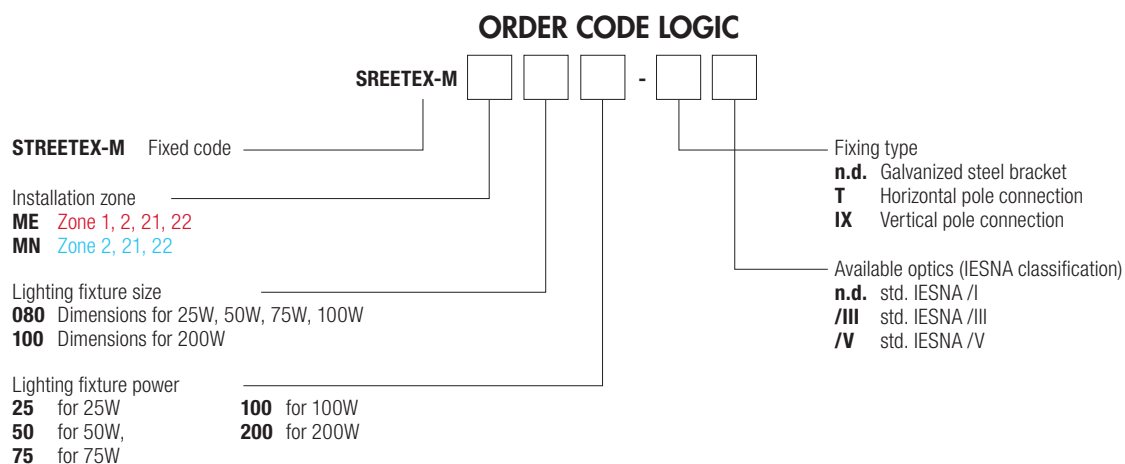 ORDER CODE LOGIC
SREETEX-M -
STREETEX-M Fixed code
Installation zone
ME Zone 1, 2, 21, 22
MN Zone 2, 21, 22
Lighting fixture size
080 Dimensions for 25W, 50W, 75W, 100W
100 Dimensions for 200W
Lighting fixture power
25 for 25W 100 for 100W
50 for 50W, 200 for 200W
75 for 75W
Fixing type
n.d. Galvanized steel bracket
T Horizontal pole connection
IX Vertical pole connection
Available optics (IESNA classification)
n.d. std. IESNA /I
/III std. IESNA /III
/V std. IESNA /V